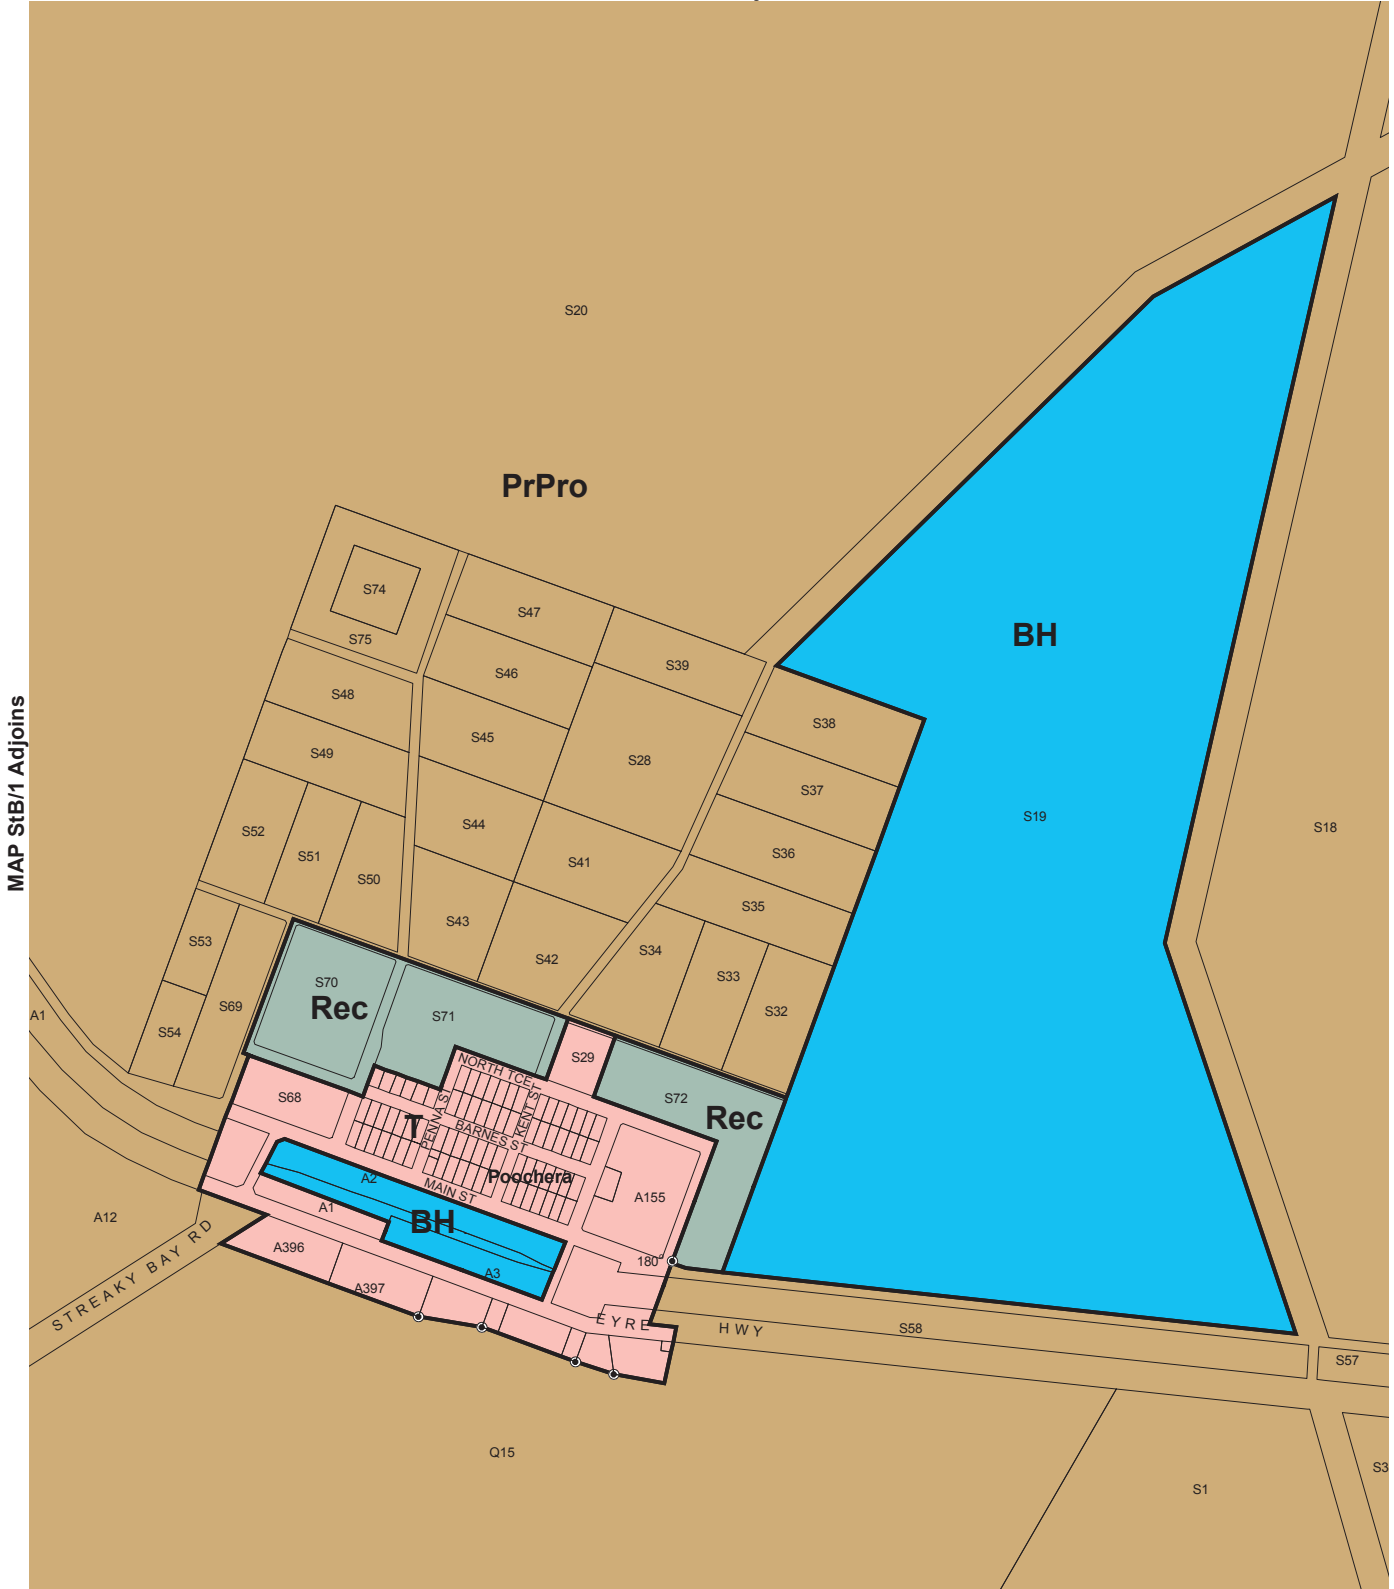 S20
PrPro
S74
S47
S75
S39
BH
S46
S48
S38
S45
S49
S28
S37
MAP StB/1 Adjoins
S19
S44
S18
S52
S36
S51
S41
S50
S35
S43
S53
S34
S42
S33
S70
S69
Rec
S32
A1
S71
S54
S29
NORTH TCE
S68
S72
Rec
PENNA ST
KENT ST
T
BARNES ST
A2
Poochera
MAIN ST
A155
A1
BH
A12
STREAKY BAY RD
A396
180°
A3
A397
EYRE HWY
S58
S57
Q15
S3
S1